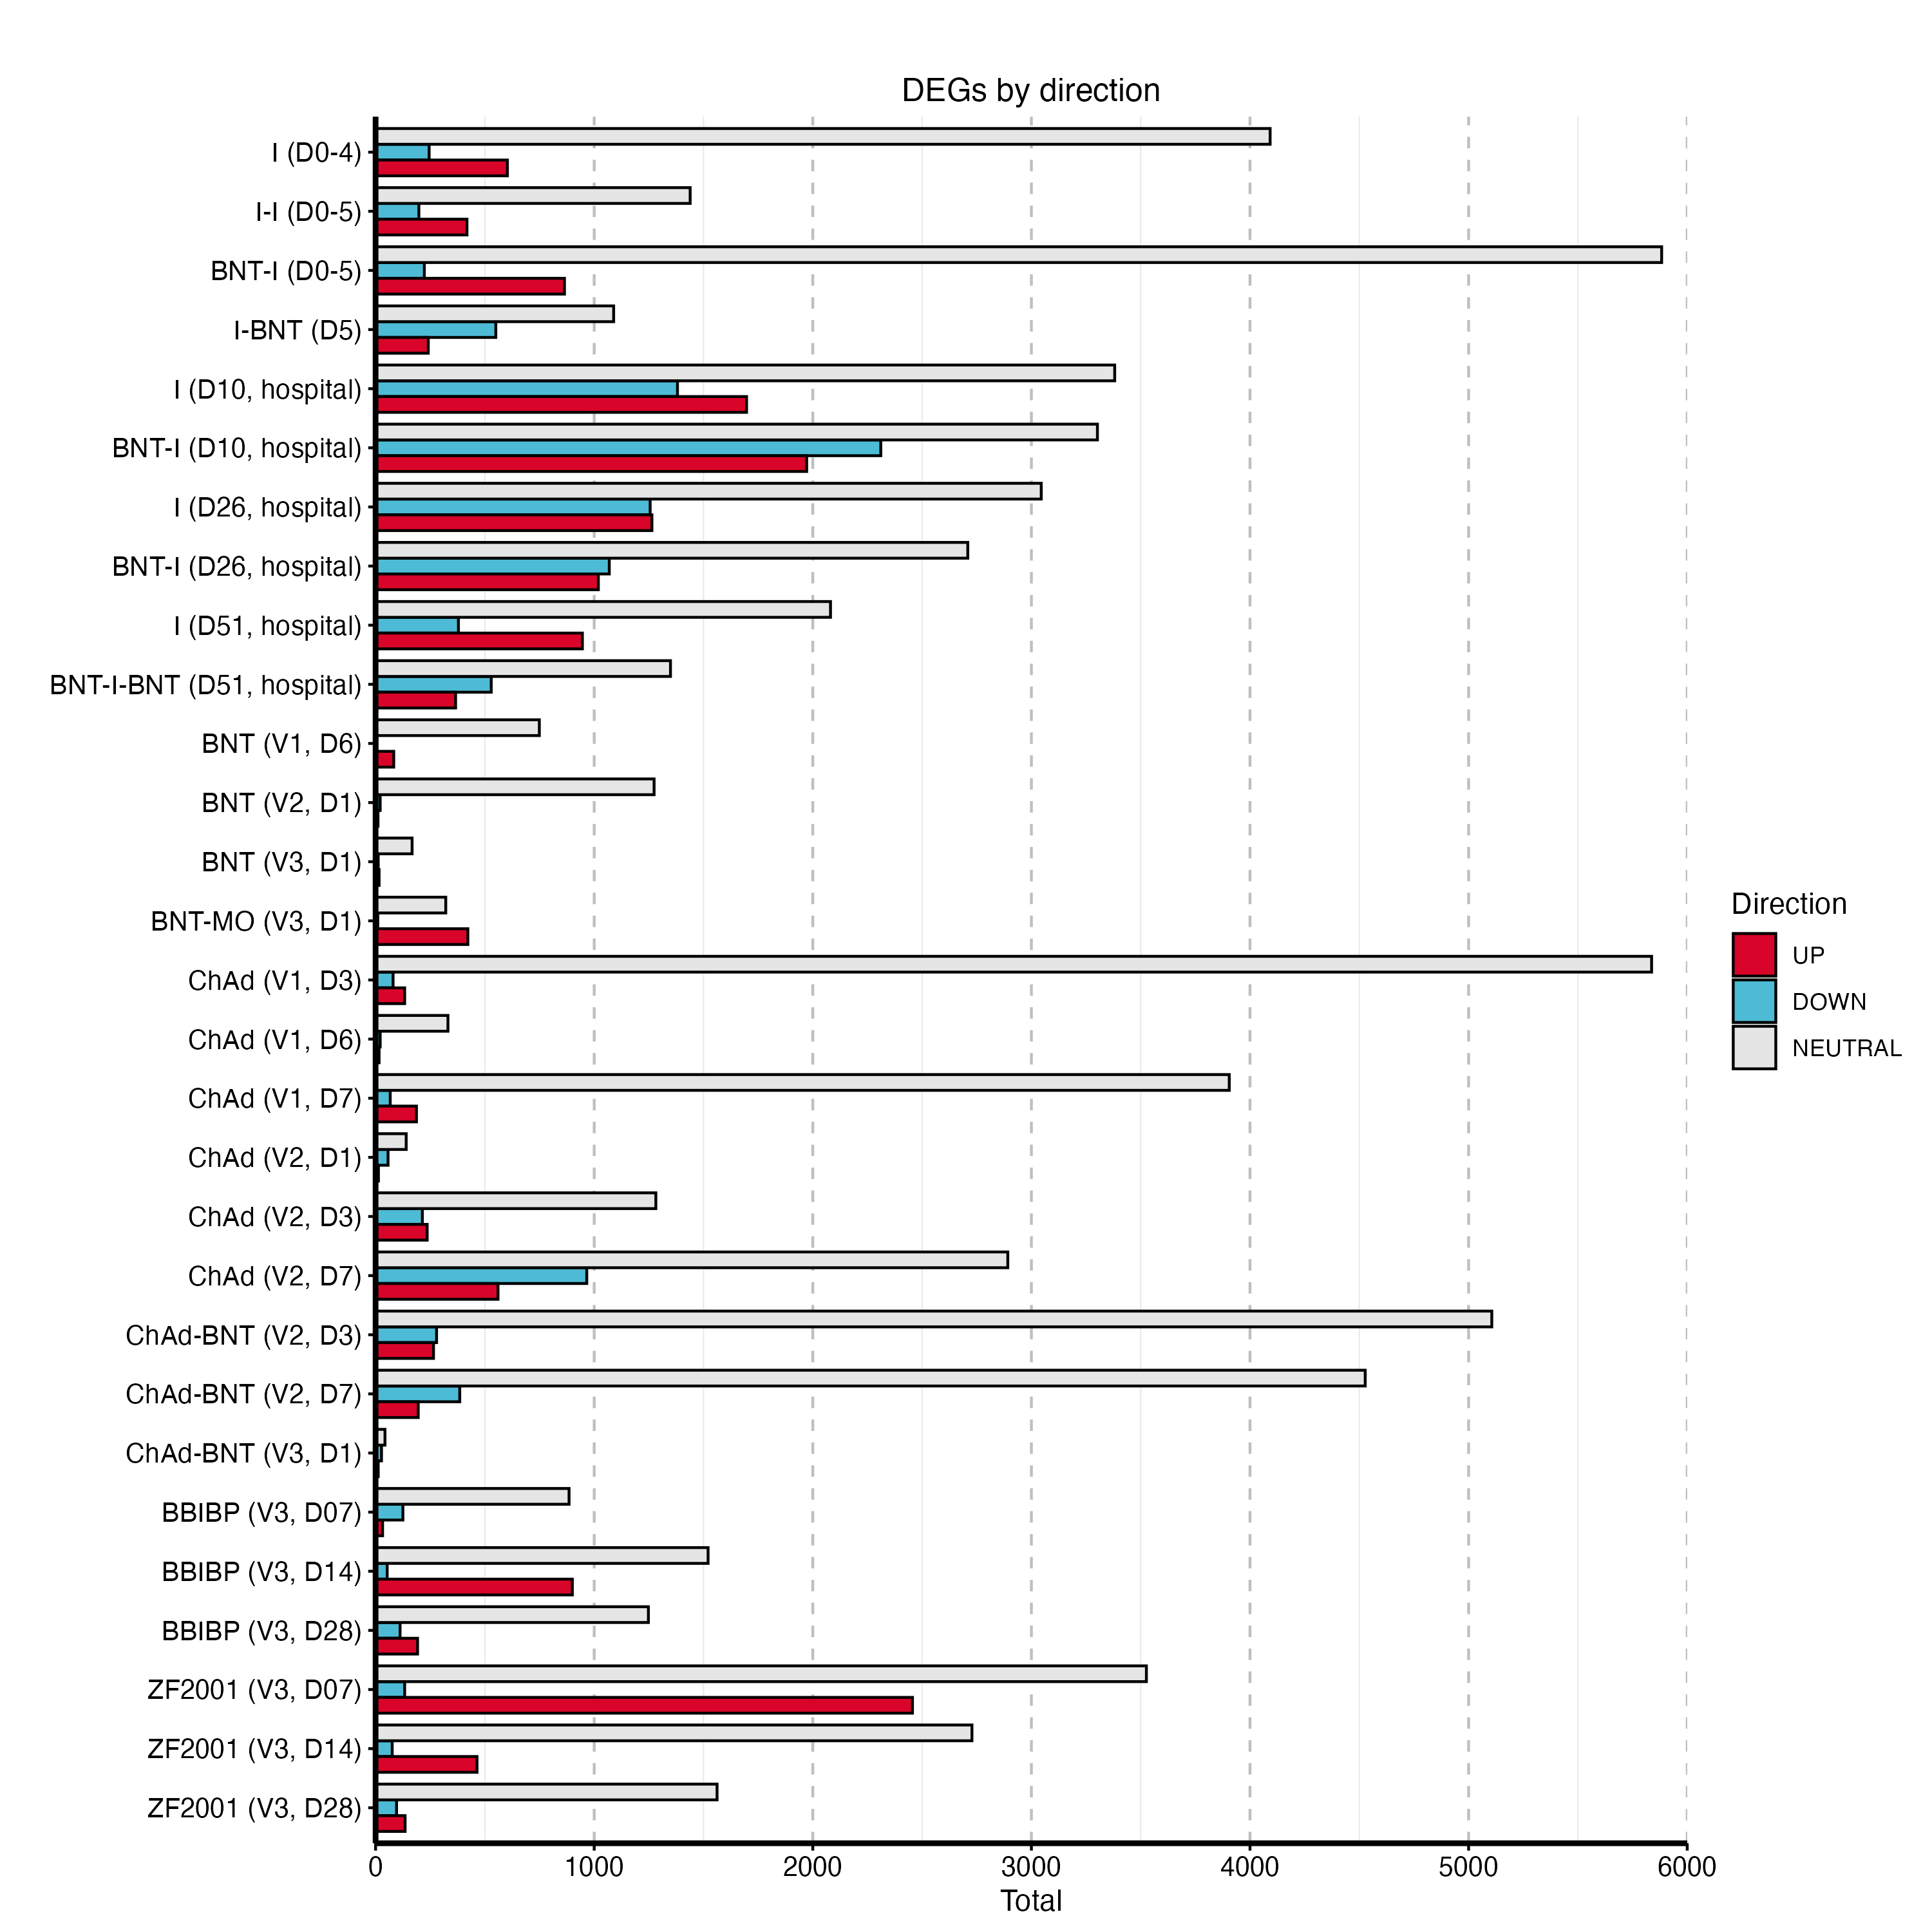 DEGs by direction
I (D0-4)
I-I (D0-5)
BNT-I (D0-5)
I-BNT (D5)
I (D10, hospital)
BNT-I (D10, hospital)
I (D26, hospital)
BNT-I (D26, hospital)
I (D51, hospital)
BNT-I-BNT (D51, hospital)
BNT (V1, D6)
BNT (V2, D1)
BNT (V3, D1)
BNT-MO (V3, D1)
ChAd (V1, D3)
ChAd (V1, D6)
ChAd (V1, D7)
ChAd (V2, D1)
ChAd (V2, D3)
ChAd (V2, D7)
ChAd-BNT (V2, D3)
ChAd-BNT (V2, D7)
ChAd-BNT (V3, D1)
BBIBP (V3, D07)
BBIBP (V3, D14)
BBIBP (V3, D28)
ZF2001 (V3, D07)
ZF2001 (V3, D14)
ZF2001 (V3, D28)
0 1000 2000 3000 4000 5000 6000
Total
Direction
UP
DOWN
NEUTRAL